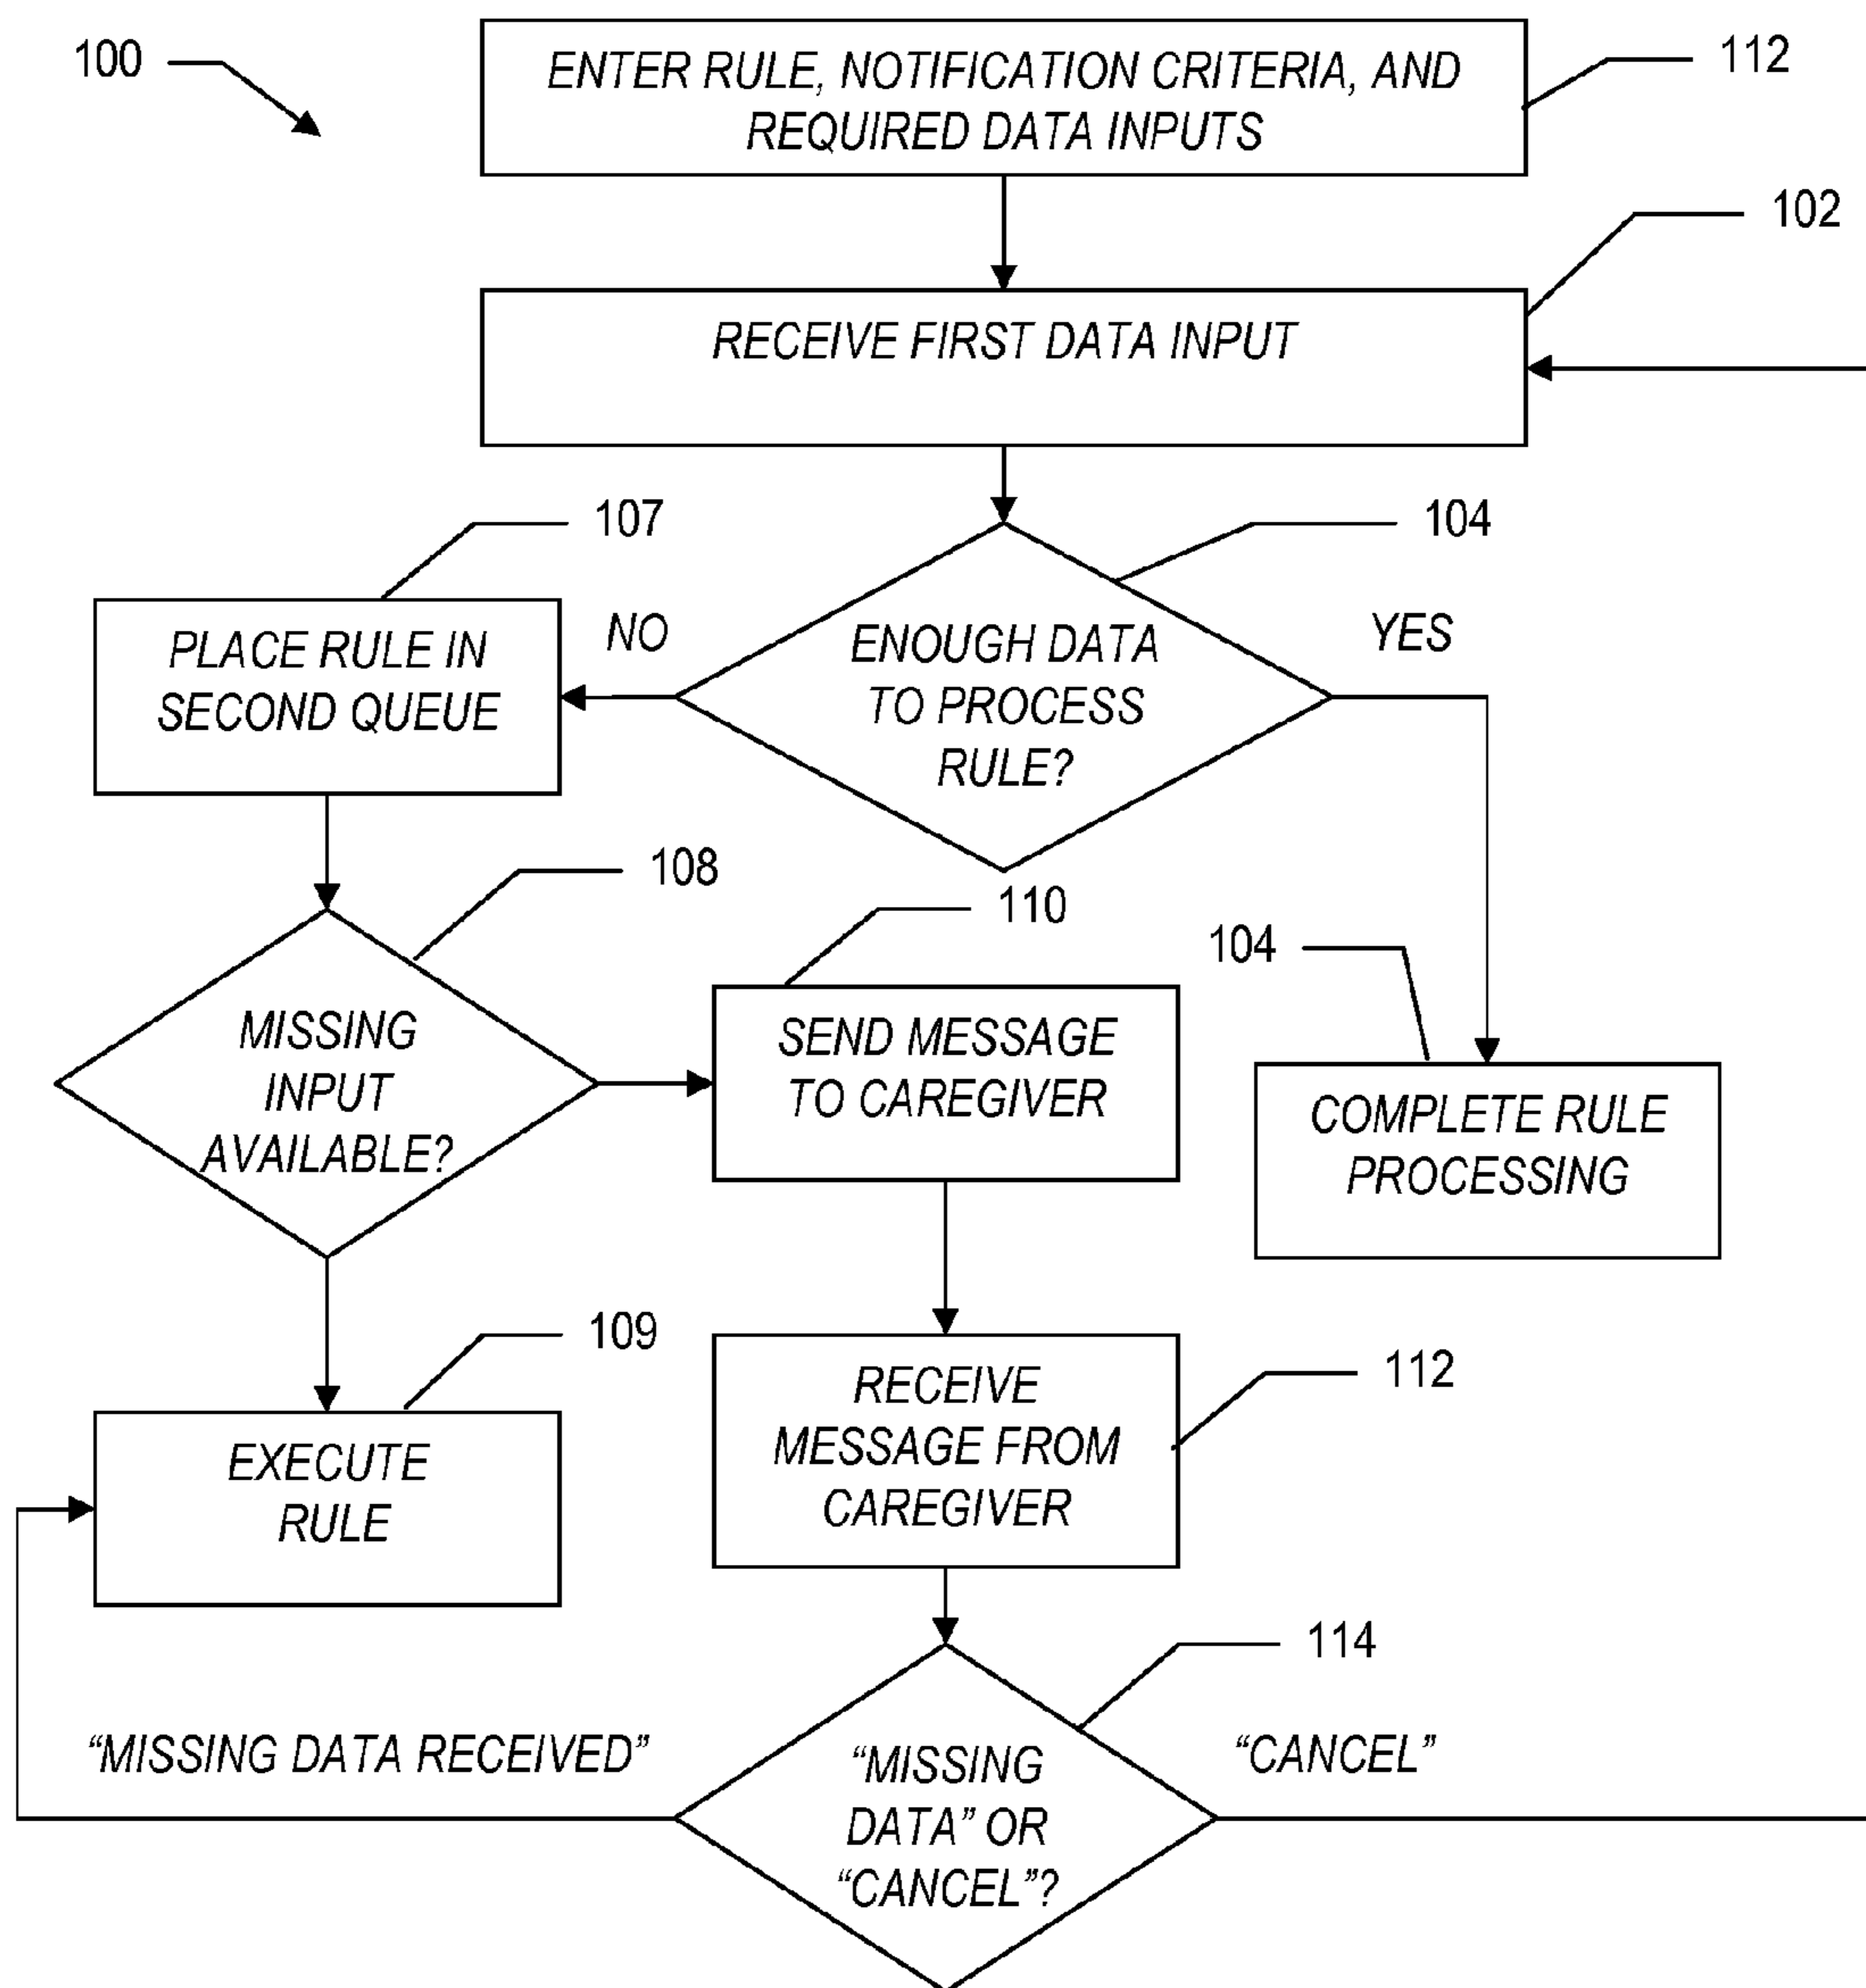 100
ENTER RULE, NOTIFICATION CRITERIA, AND
REQUIRED DATA INPUTS
112
102
RECEIVE FIRST DATA INPUT
107
104
PLACE RULE IN
SECOND QUEUE
NO
ENOUGH DATA
TO PROCESS
RULE?
YES
108
110
104
MISSING
INPUT
AVAILABLE?
SEND MESSAGE
TO CAREGIVER
COMPLETE RULE
PROCESSING
109
EXECUTE
RULE
RECEIVE
MESSAGE FROM
CAREGIVER
112
114
“MISSING DATA RECEIVED”
“MISSING
DATA” OR
“CANCEL”?
“CANCEL”